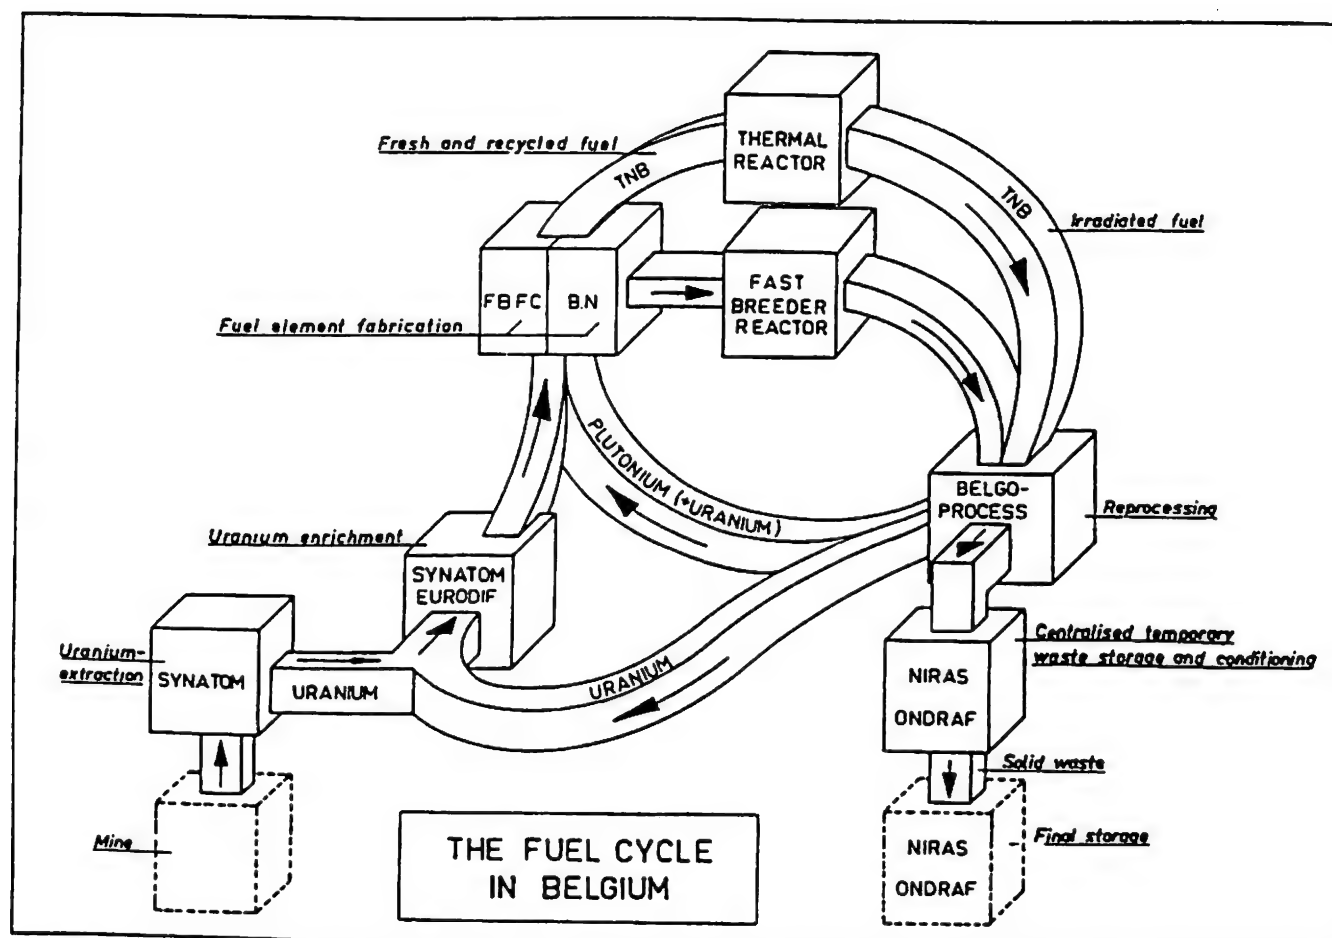 Fresh and recycled fuel
TNB
THERMAL
REACTOR
TNB
Irradiated fuel
FBFC
B.N
Fuel element fabrication
FAST
BREEDER
REACTOR
PLUTONIUM (+URANIUM)
BELGO-
PROCESS
Reprocessing
Uranium enrichment
SYNATOM
EURODIF
Uranium-
extraction
SYNATOM
URANIUM
URANIUM
Centralised temporary
waste storage and conditioning
NIRAS
ONDRAF
Solid waste
Mine
Final storage
NIRAS
ONDRAF
THE FUEL CYCLE
IN BELGIUM